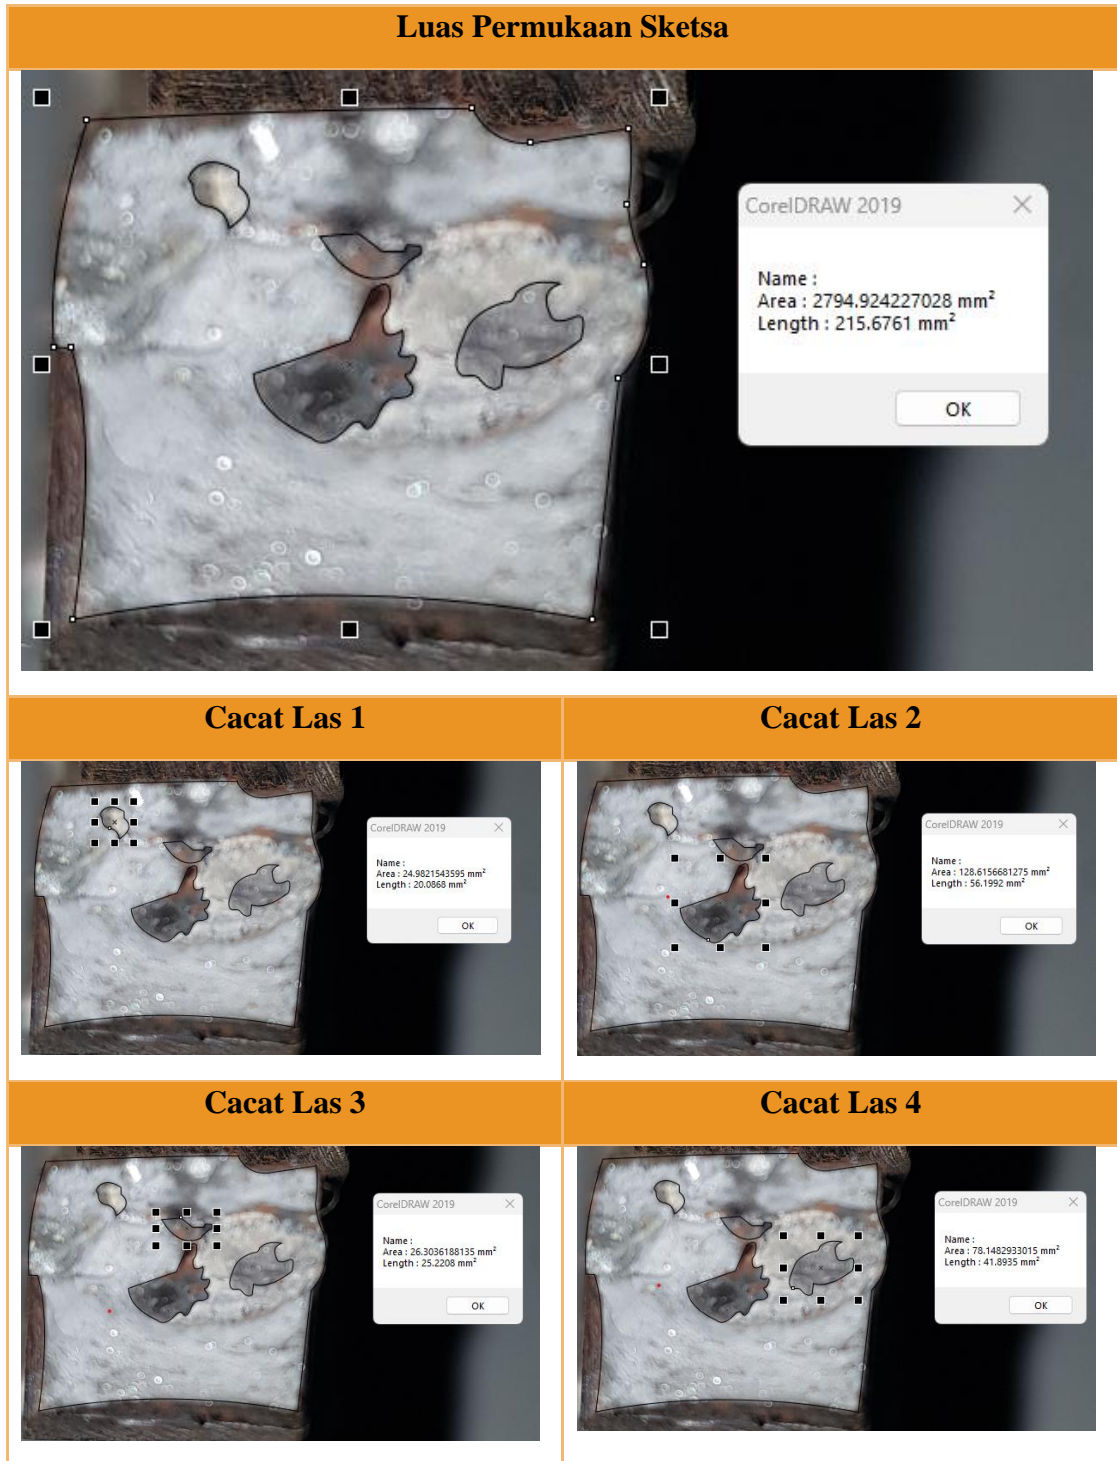 Luas Permukaan Sketsa
CorelDRAW 2019
Name :
Area : 2794.924227028 mm²
Length : 215.6761 mm²
OK
Cacat Las 1
Cacat Las 2
CorelDRAW 2019
Name :
Area : 24.9821543595 mm²
Length : 20.0868 mm²
OK
CorelDRAW 2019
Name :
Area : 128.6156681275 mm²
Length : 56.1992 mm²
OK
Cacat Las 3
Cacat Las 4
CorelDRAW 2019
Name :
Area : 26.3036188135 mm²
Length : 25.2208 mm²
OK
CorelDRAW 2019
Name :
Area : 78.1482933015 mm²
Length : 41.8935 mm²
OK